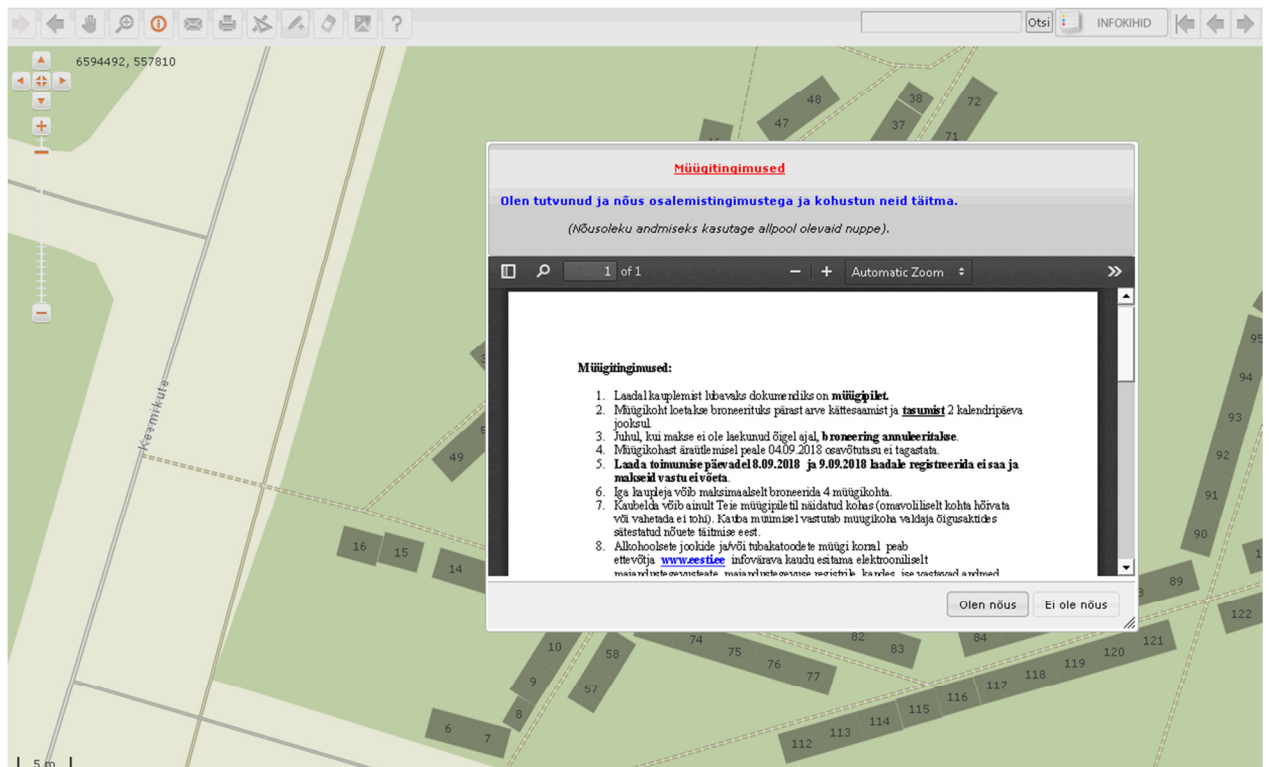 Otsi
INFOKIHID
6594492, 557810
48
47
38
37
72
71
Müügitingimused
Olen tutvunud ja nõus osalemistingimustega ja kohustun neid täitma.
(Nõusoleku andmiseks kasutage allpool olevaid nuppe).
1 of 1
Automatic Zoom
Müügitingimused:
1. Laadal kauplemist lubavaks dokumendiks on müügipilet.
2. Müügikoht loetakse broneerituks pärast arve kättesaamist ja tasumist 2 kalendripäeva
jooksul
3. Juhul, kui makse ei ole laekunud õigel ajal, broneering annuleeritakse.
4. Müügikohast äraütlemisel peale 04.09.2018 osavõtutasu ei tagastata.
5. Laada toimumise päevadel 8.09.2018 ja 9.09.2018 laadale registreerida ei saa ja
makseid vastu ei võeta.
6. Iga kaupleja võib maksimaalselt broneerida 4 müügikohta.
7. Kaubelda võib ainult Teie müügipiletil näidatud kohas (omavoliliselt kohta hõivata
või vahetada ei tohi). Kauba müümisel vastutab müügikoha valdaja õigusaktides
sätestatud nõuete täitmise eest.
8. Alkohoolsete jookide ja/või tubakatoodete müügi korral peab
ettevõtja www.eesti.ee infovärava kaudu esitama elektrooniliselt
majandustegevusteate majandustegevuse registrile, kandes ise vastavad andmed
Olen nõus
Ei ole nõus
Keemikute
49
16
15
14
95
94
93
92
91
90
89
122
10
9
8
58
57
6
7
74
75
76
77
82
83
84
121
120
119
118
117
116
115
114
113
112
5 m